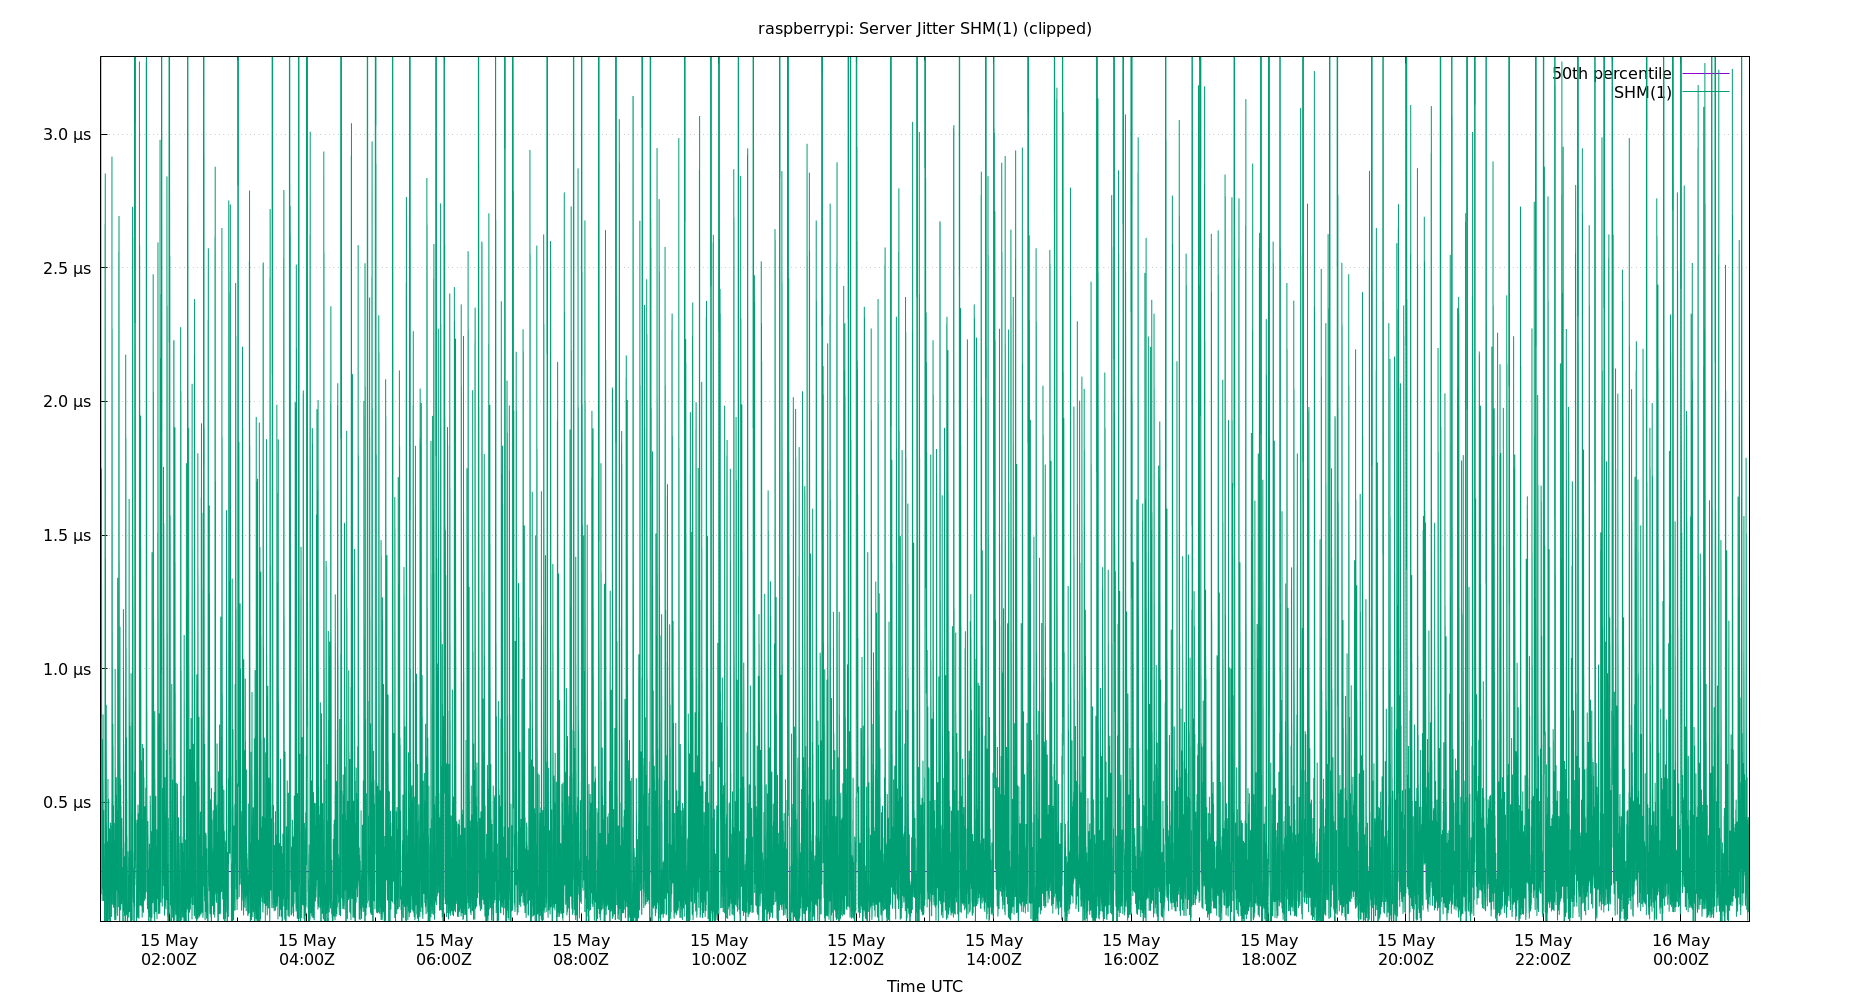 raspberrypi: Server Jitter SHM(1) (clipped)
50th percentile
SHM(1)
3.0 µs
2.5 µs
2.0 µs
1.5 µs
1.0 µs
0.5 µs
15 May 15 May 15 May 15 May 15 May 15 May 15 May 15 May 15 May 15 May 15 May 16 May
02:00Z 04:00Z 06:00Z 08:00Z 10:00Z 12:00Z 14:00Z 16:00Z 18:00Z 20:00Z 22:00Z 00:00Z
Time UTC